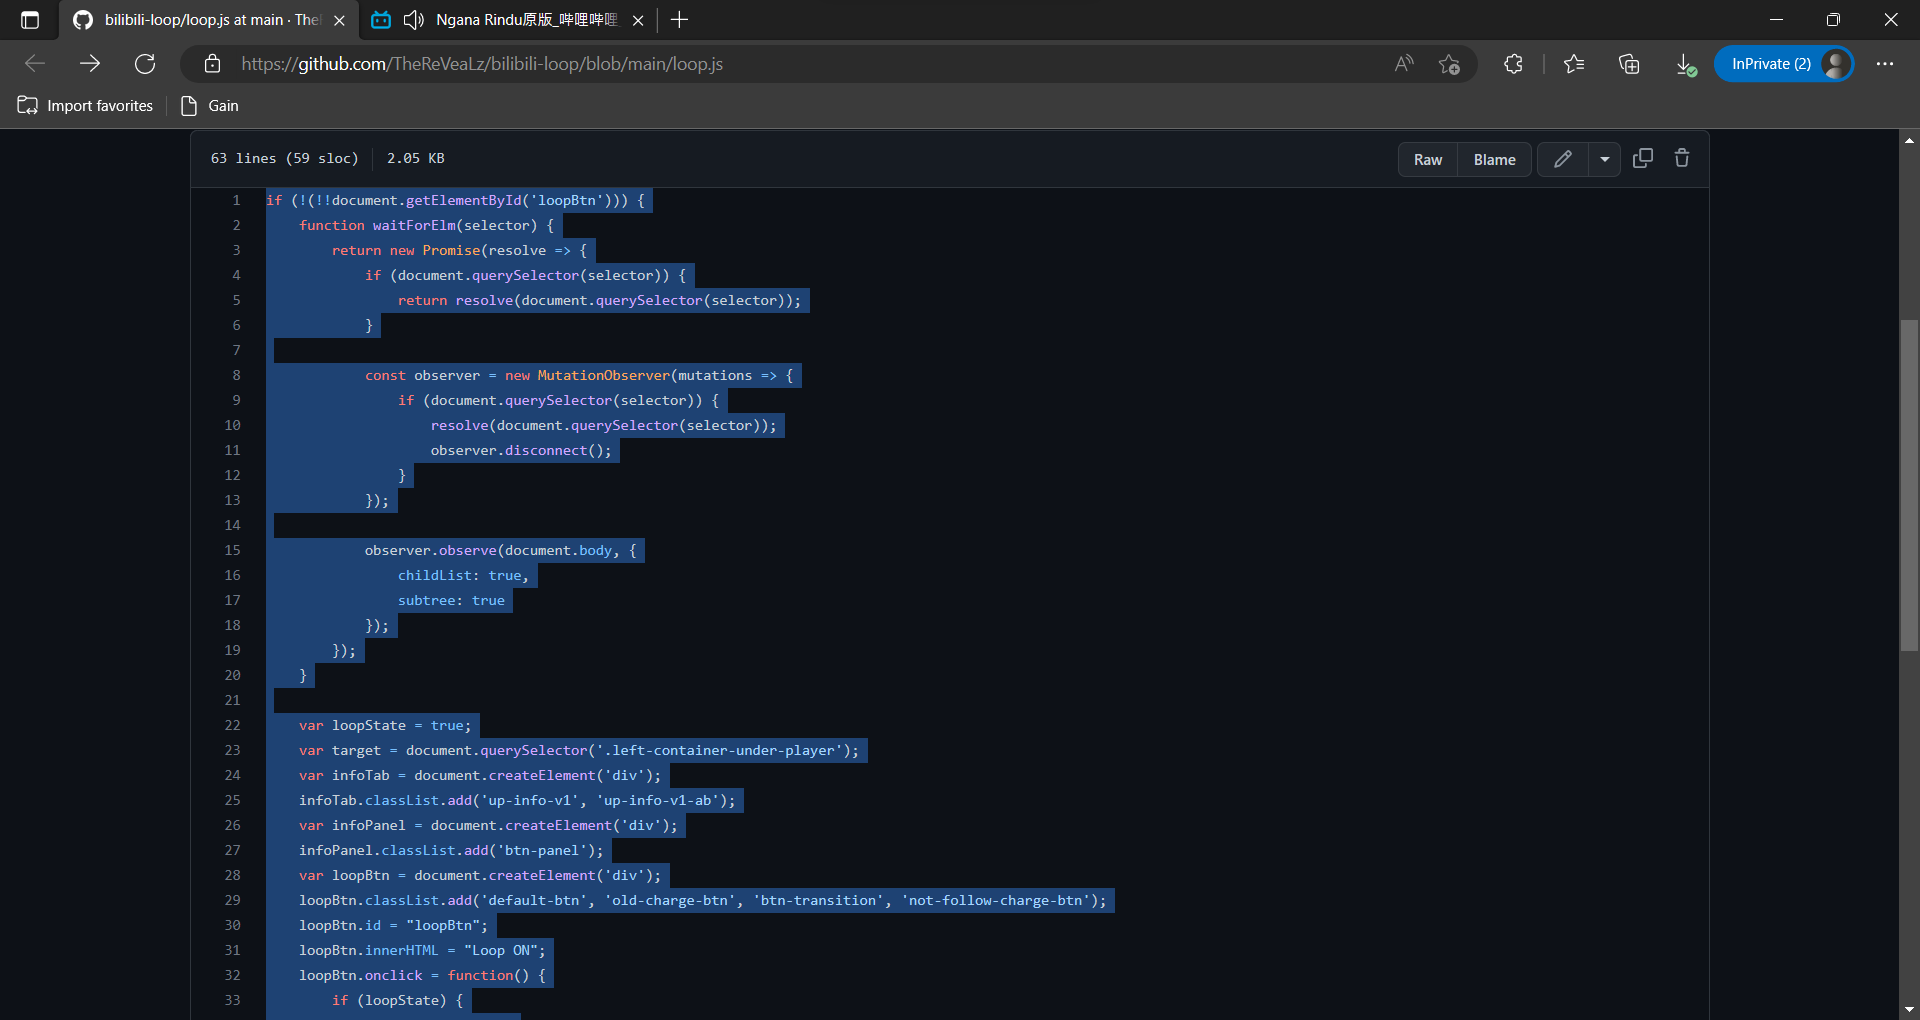 bilibili-loop/loop.js at main · The
Ngana Rindu原版_哔哩哔哩
https://github.com/TheReVeaLz/bilibili-loop/blob/main/loop.js
InPrivate (2)
Import favorites
Gain
63 lines (59 sloc) 2.05 KB
Raw Blame
1 if (!(!!document.getElementById('loopBtn'))) {
2 function waitForElm(selector) {
3 return new Promise(resolve => {
4 if (document.querySelector(selector)) {
5 return resolve(document.querySelector(selector));
6 }
7
8 const observer = new MutationObserver(mutations => {
9 if (document.querySelector(selector)) {
10 resolve(document.querySelector(selector));
11 observer.disconnect();
12 }
13 });
14
15 observer.observe(document.body, {
16 childList: true,
17 subtree: true
18 });
19 });
20 }
21
22 var loopState = true;
23 var target = document.querySelector('.left-container-under-player');
24 var infoTab = document.createElement('div');
25 infoTab.classList.add('up-info-v1', 'up-info-v1-ab');
26 var infoPanel = document.createElement('div');
27 infoPanel.classList.add('btn-panel');
28 var loopBtn = document.createElement('div');
29 loopBtn.classList.add('default-btn', 'old-charge-btn', 'btn-transition', 'not-follow-charge-btn');
30 loopBtn.id = "loopBtn";
31 loopBtn.innerHTML = "Loop ON";
32 loopBtn.onclick = function() {
33 if (loopState) {